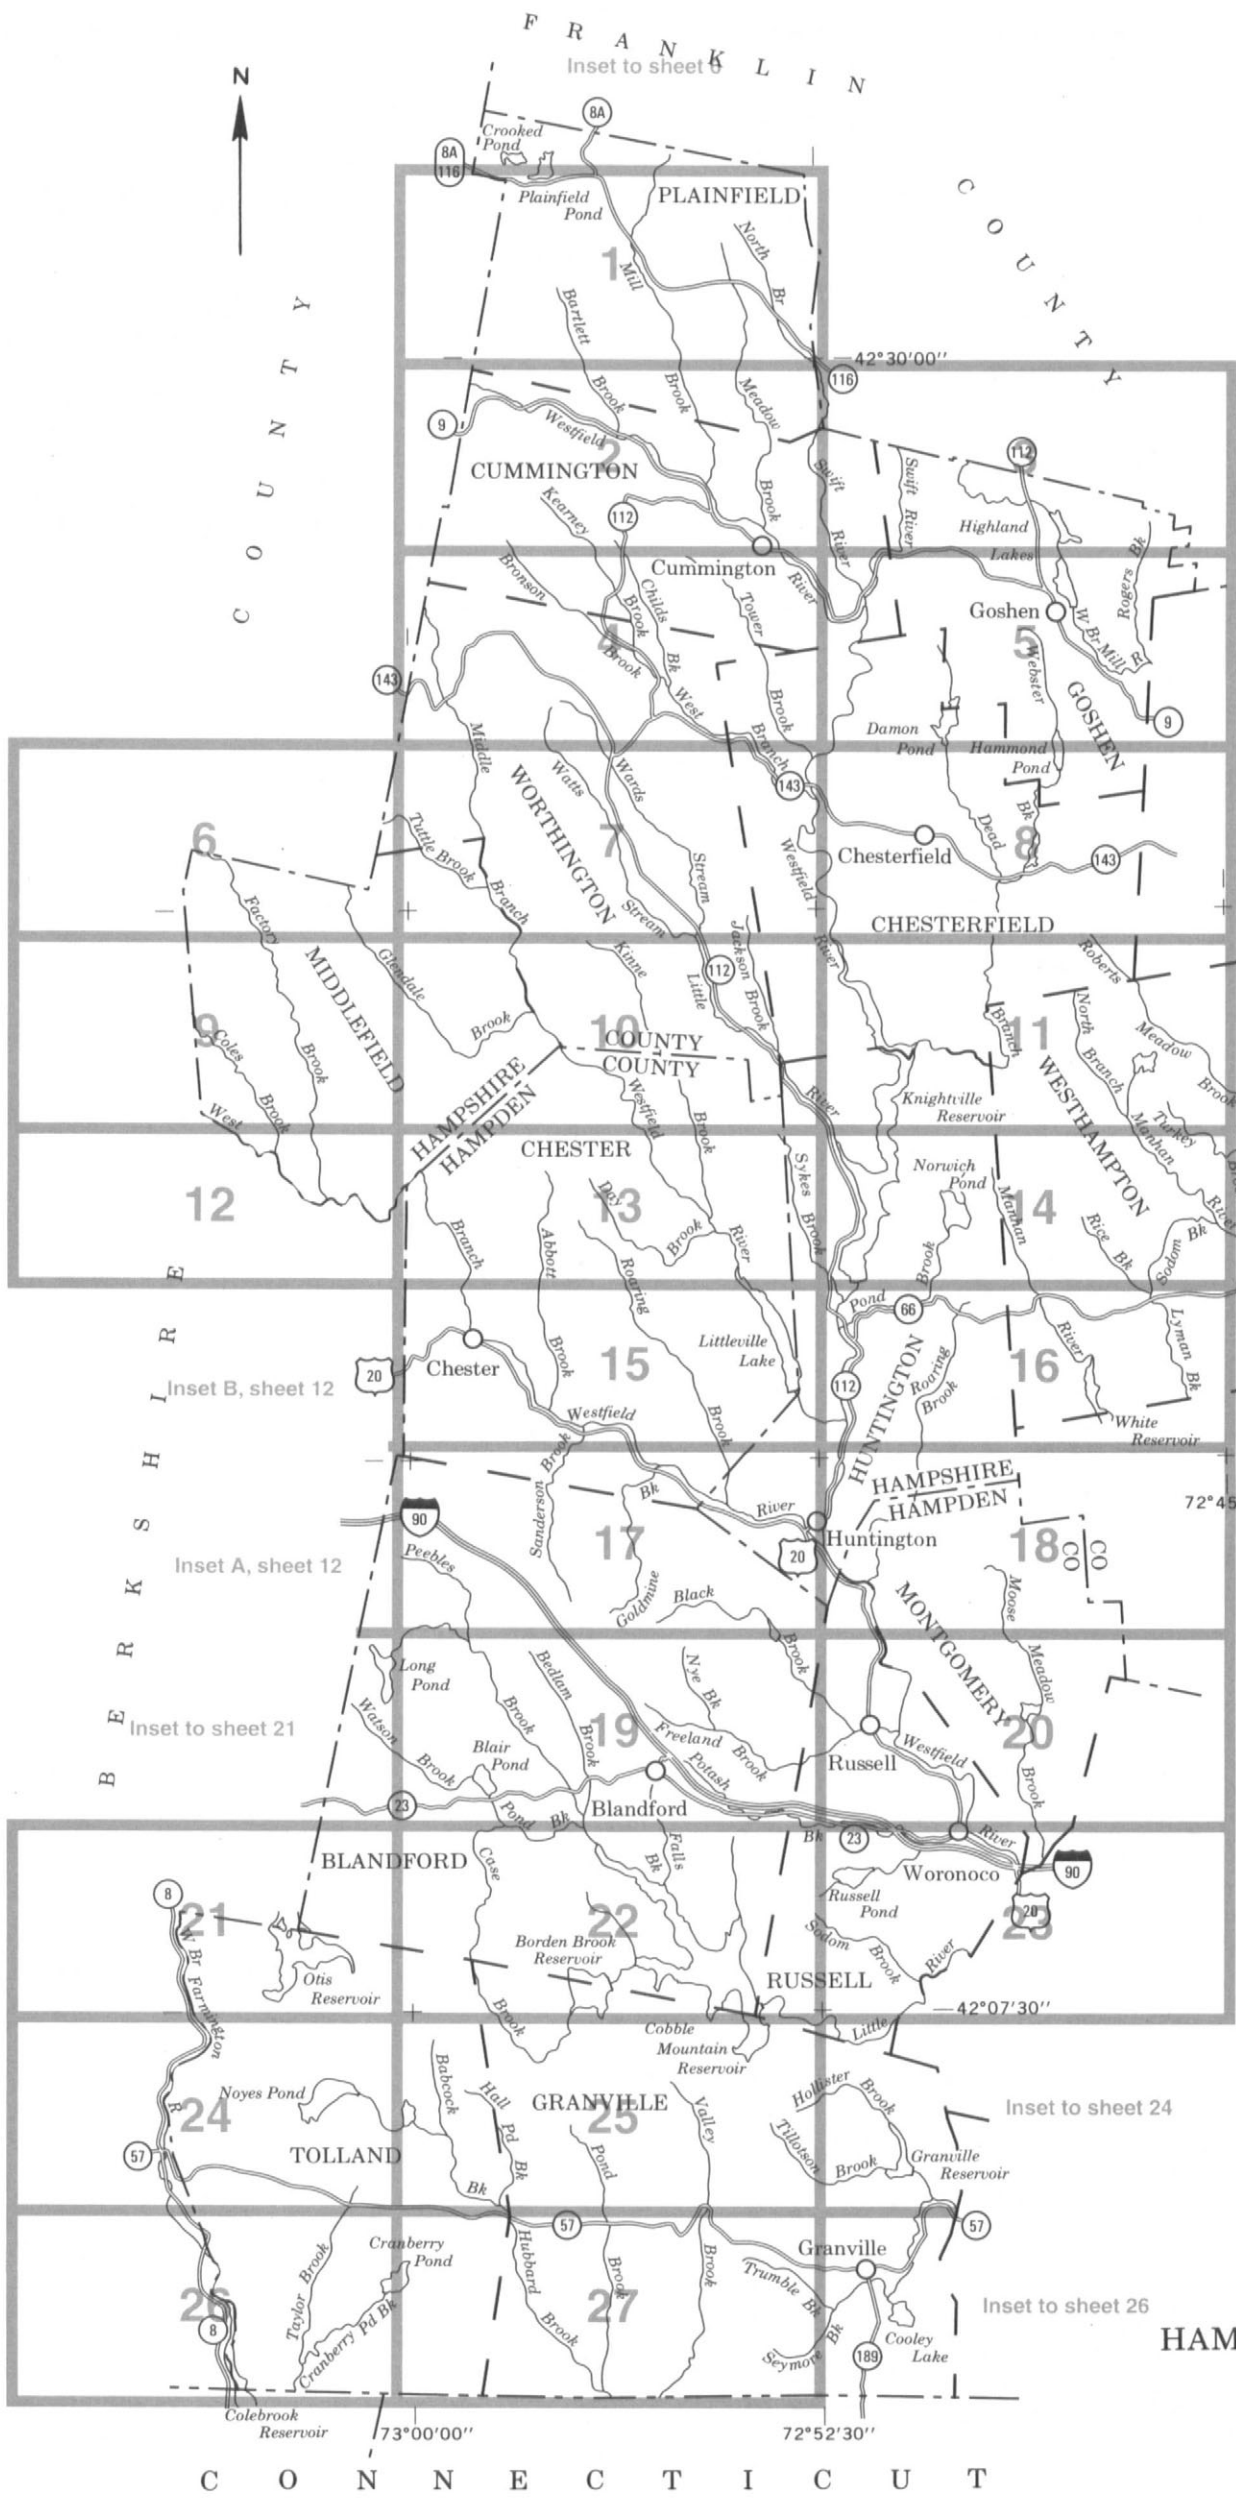 FRANKLIN
Inset to sheet 6
N
8A
Crooked
Pond
8A
116
Plainfield
Pond
PLAINFIELD
COUNTY
1
Mill
North
Br
Bartlett
Brook
Brook
Meadow
Brook
42°30'00"
116
COUNTY
9
Westfield
2
CUMMINGTON
Kearney
112
Swift
River
Swift River
112
Highland
Lakes
Rogers Bk
Cummington
River
Bronson
Brook
Childs
Bk
Brook
4
Tower
Brook
Goshen
5
W Br Mill R
Webster
GOSHEN
9
143
Middle
West
Branch
Damon
Pond
Hammond
Pond
143
WORTHINGTON
Watts
Wards
6
7
Tuttle Brook
Branch
Stream
Stream
Westfield
River
Chesterfield
Dead
Bk
8
143
CHESTERFIELD
Factory
Brook
MIDDLEFIELD
Glendale
Brook
Kinne
Little
112
Jackson
Brook
Roberts
Meadow
Brook
9
Coles
Brook
West
10
COUNTY
COUNTY
HAMPSHIRE
HAMPDEN
11
Branch
North
Branch
Manhan
River
WESTHAMPTON
Turkey
Knightville
Reservoir
River
Westfield
Brook
CHESTER
12
13
14
Day
Brook
River
Sykes
Brook
Norwich
Pond
Manhan
Rice
Bk
Sodom
Bk
Branch
Abbott
Brook
Roaring
Brook
Pond
Brook
66
Littleville
Lake
15
16
River
Lyman
Bk
20
Chester
Inset B, sheet 12
112
HUNTINGTON
Roaring
Brook
White
Reservoir
Westfield
Sanderson
Brook
River
HAMPSHIRE
HAMPDEN
BERKSHIRE
90
Peebles
Brook
17
Bk
Goldmine
20
Huntington
18
CO
CO
72°45
Inset A, sheet 12
Black
Brook
MONTGOMERY
Moose
Meadow
Brook
Long
Pond
Watson
Brook
Bedlam
Brook
Nye
Bk
19
20
Inset to sheet 21
Blair
Pond
Freeland
Brook
Potash
Bk
Russell
Westfield
River
23
Pond
Bk
Blandford
23
Woronoco
90
20
BLANDFORD
Case
Brook
Falls
Bk
8
21
22
23
Russell
Pond
Sodom
Brook
W Br Farmington
R
Otis
Reservoir
Borden Brook
Reservoir
RUSSELL
River
Little
42°07'30"
Cobble
Mountain
Reservoir
Noyes Pond
Babcock
Bk
Hall
Pd
Bk
GRANVILLE
Valley
Brook
Hollister
Brook
24
25
Inset to sheet 24
57
TOLLAND
Pond
Brook
Tillotson
Brook
Granville
Reservoir
57
57
Cranberry
Pond
Hubbard
Brook
Granville
Taylor Brook
26
27
Trumble
Bk
Inset to sheet 26
8
Cranberry Pd Bk
Seymore Bk
Cooley
Lake
189
HAM
Colebrook
Reservoir
73°00'00"
72°52'30"
CONNECTICUT